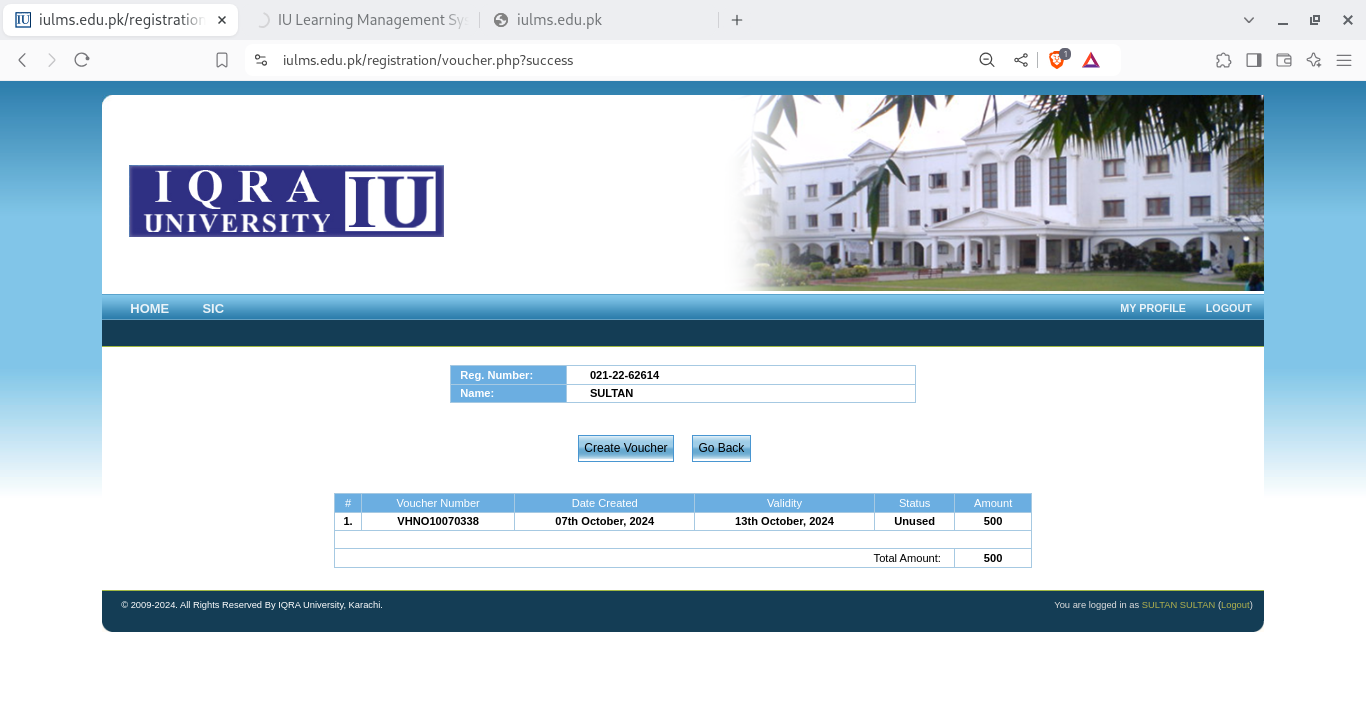 iulms.edu.pk/registration
IU Learning Management Sys
iulms.edu.pk
iulms.edu.pk/registration/voucher.php?success
1
IQRA
UNIVERSITY
IU
HOME SIC MY PROFILE LOGOUT
Reg. Number: 021-22-62614
Name: SULTAN
Create Voucher Go Back
# Voucher Number Date Created Validity Status Amount
1. VHNO10070338 07th October, 2024 13th October, 2024 Unused 500
Total Amount: 500
© 2009-2024. All Rights Reserved By IQRA University, Karachi. You are logged in as SULTAN SULTAN (Logout)